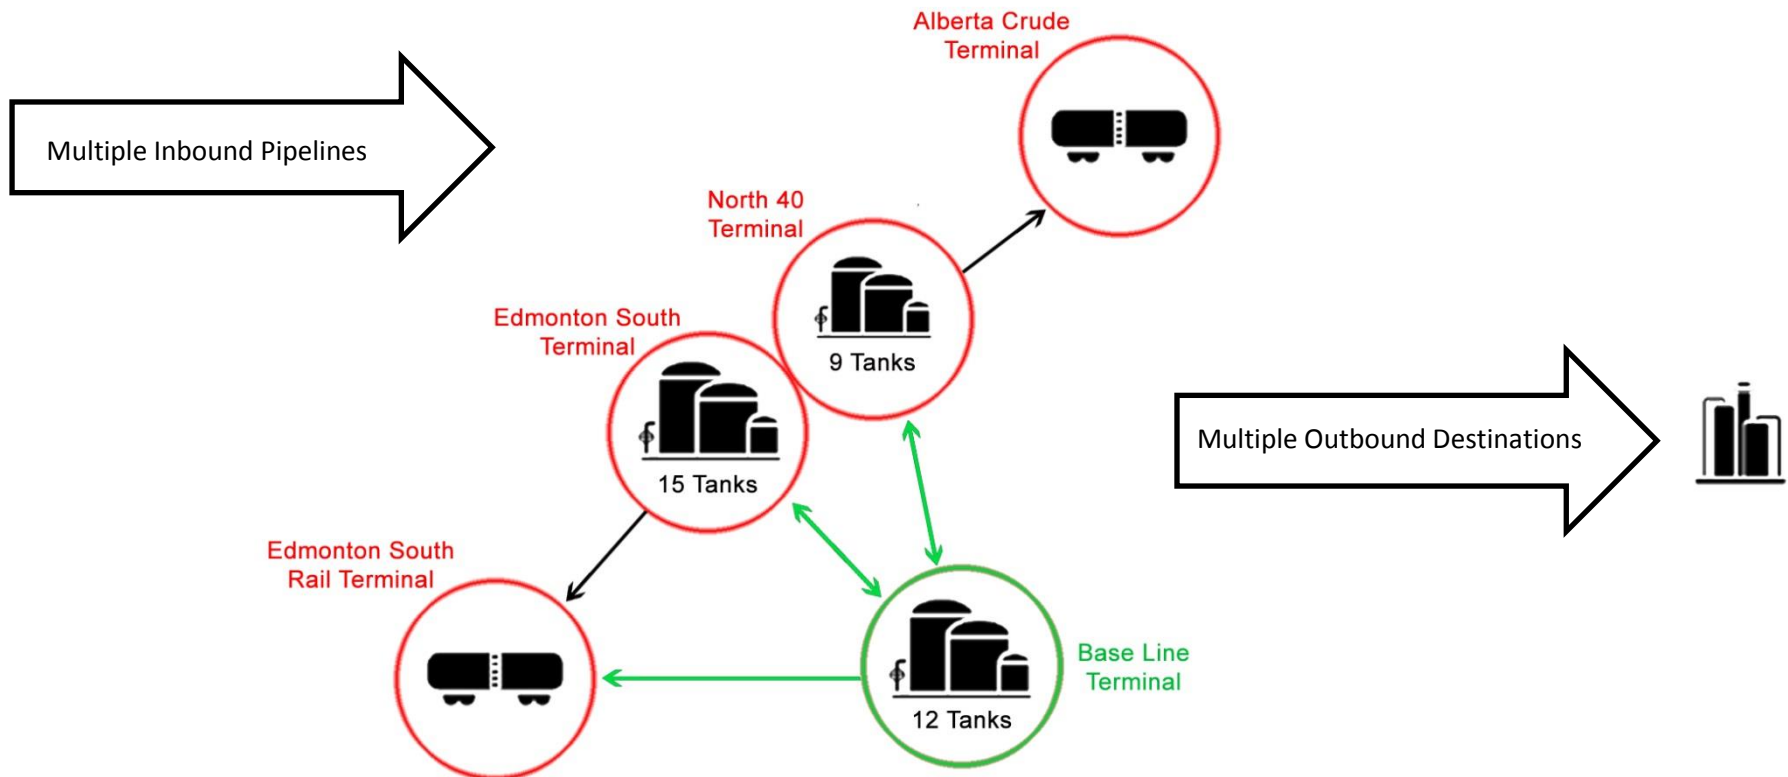 Alberta Crude
Terminal
Multiple Inbound Pipelines
North 40
Terminal
Edmonton South
Terminal
9 Tanks
Multiple Outbound Destinations
15 Tanks
Edmonton South
Rail Terminal
Base Line
Terminal
12 Tanks